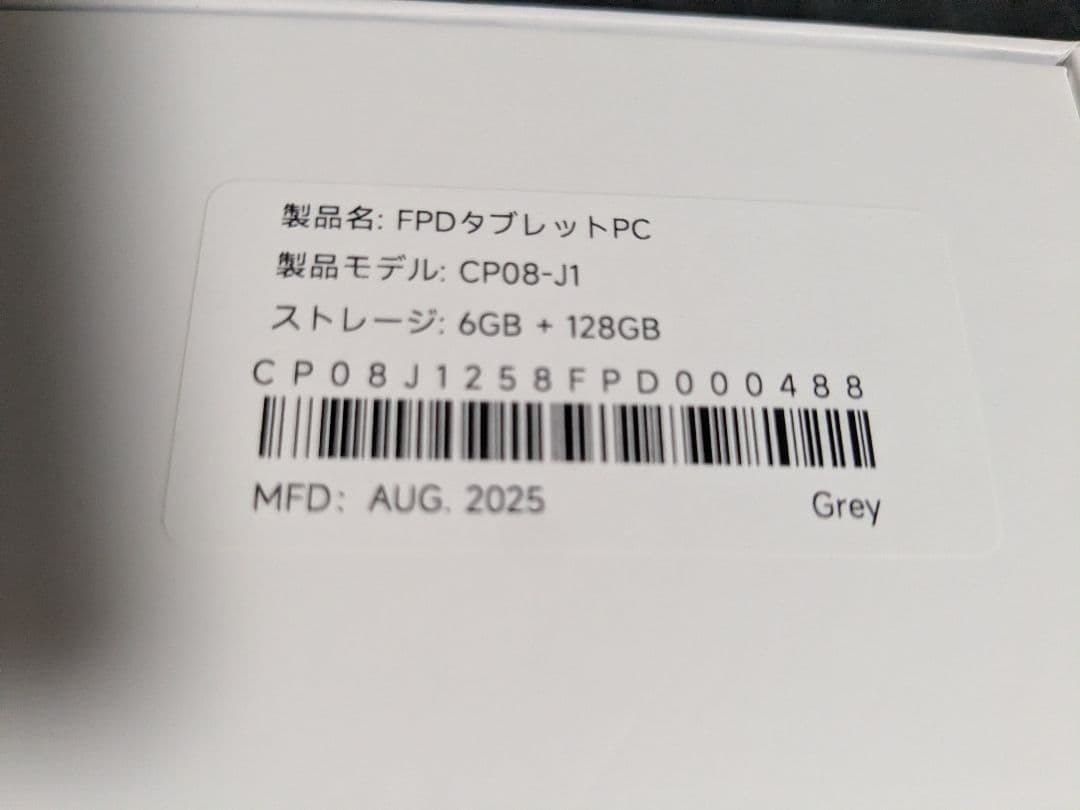 製品名: FPDタブレットPC
製品モデル: CP08-J1
ストレージ: 6GB + 128GB
CP08J1258FPD000488
MFD: AUG. 2025 Grey